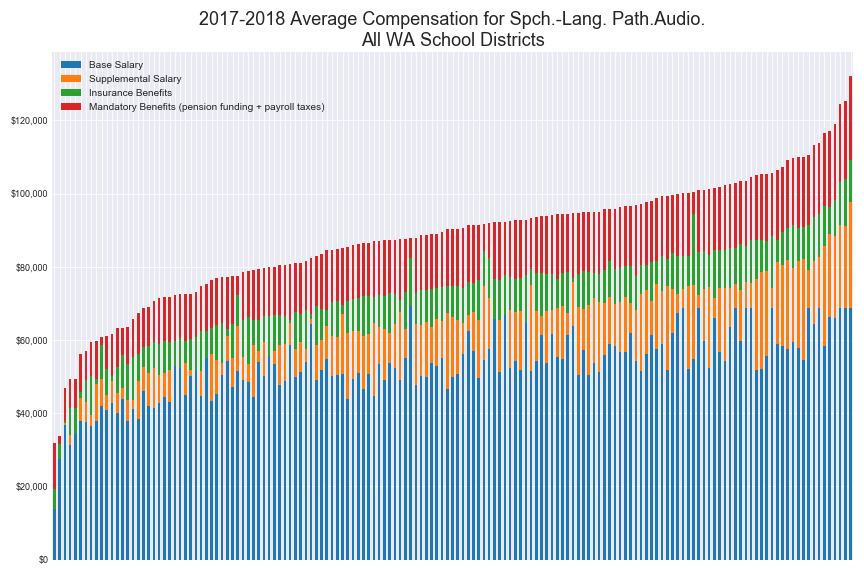 2017-2018 Average Compensation for Spch.-Lang. Path.Audio.
All WA School Districts
Base Salary
Supplemental Salary
Insurance Benefits
Mandatory Benefits (pension funding + payroll taxes)
$120,000
$100,000
$80,000
$60,000
$40,000
$20,000
$0